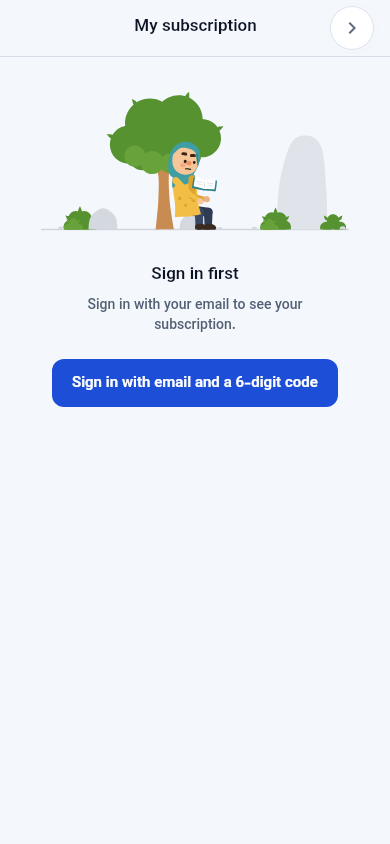 My subscription
Sign in first
Sign in with your email to see your
subscription.
Sign in with email and a 6-digit code